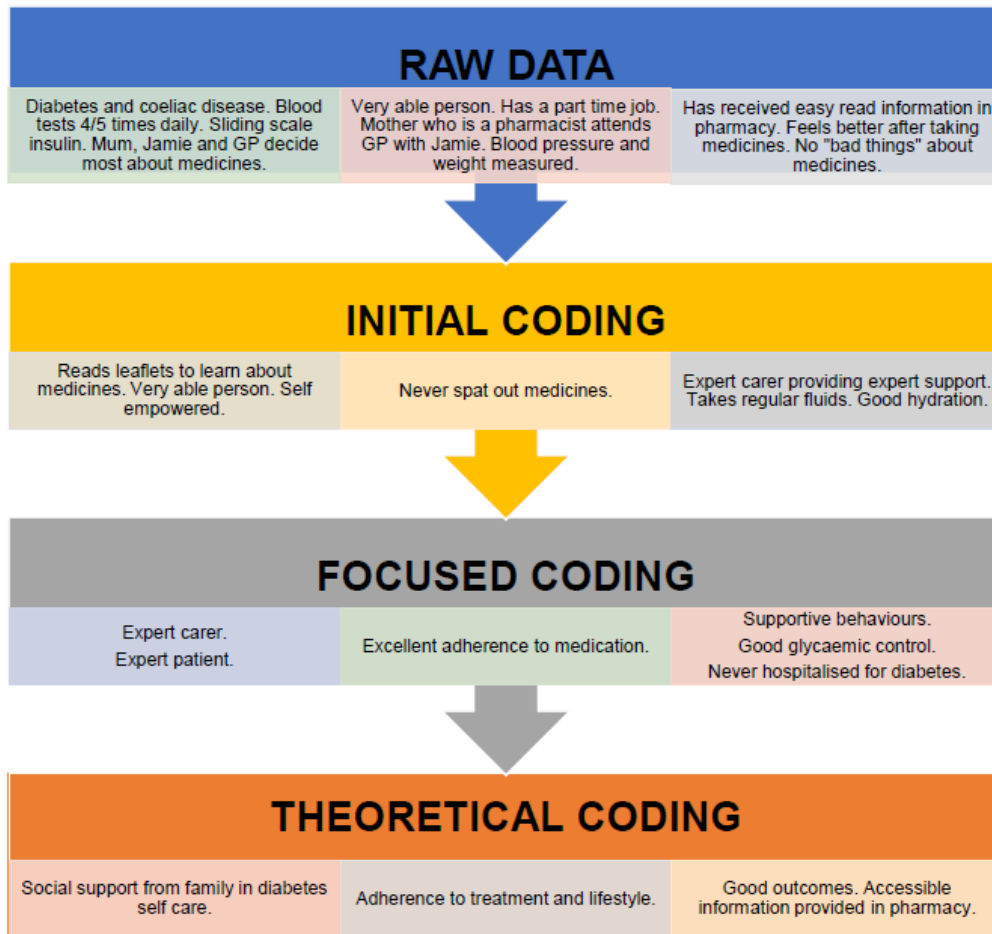 RAW DATA
Diabetes and coeliac disease. Blood
tests 4/5 times daily. Sliding scale
insulin. Mum, Jamie and GP decide
most about medicines.
Very able person. Has a part time job.
Mother who is a pharmacist attends
GP with Jamie. Blood pressure and
weight measured.
Has received easy read information in
pharmacy. Feels better after taking
medicines. No "bad things" about
medicines.
INITIAL CODING
Reads leaflets to learn about
medicines. Very able person. Self
empowered.
Never spat out medicines.
Expert carer providing expert support.
Takes regular fluids. Good hydration.
FOCUSED CODING
Expert carer.
Expert patient.
Excellent adherence to medication.
Supportive behaviours.
Good glycaemic control.
Never hospitalised for diabetes.
THEORETICAL CODING
Social support from family in diabetes
self care.
Adherence to treatment and lifestyle.
Good outcomes. Accessible
information provided in pharmacy.